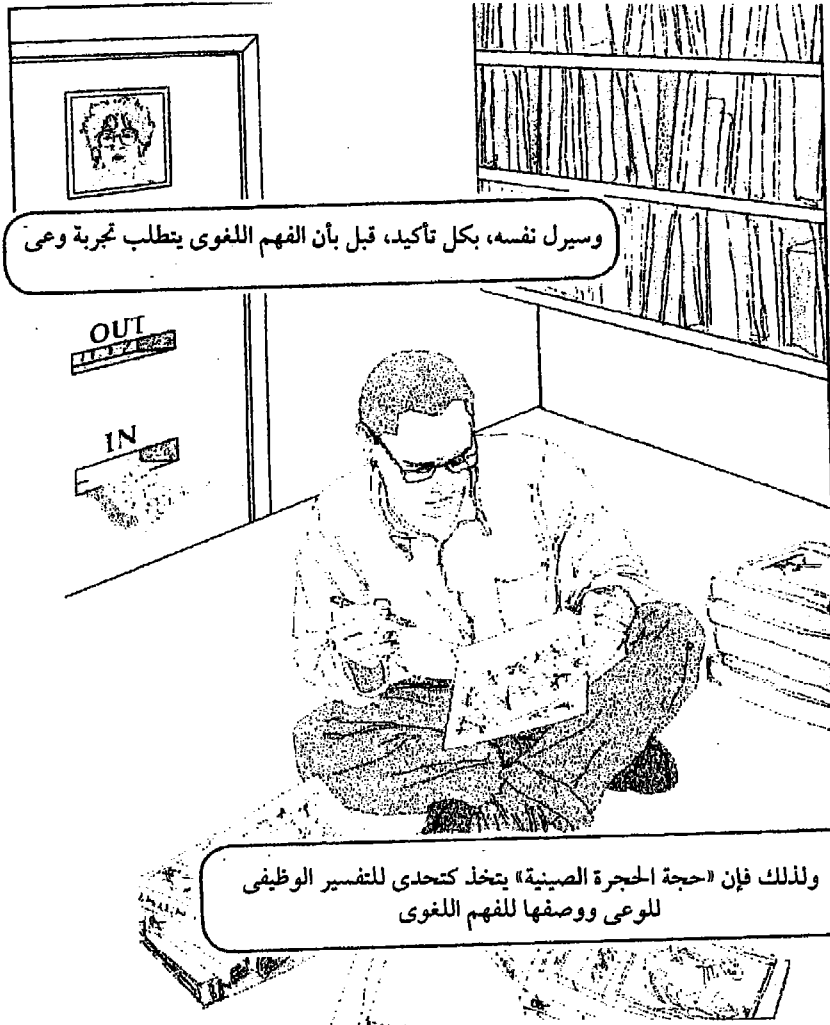 وسيرل نفسه، بكل تأكيد، قبل بأن الفهم اللغوى يتطلب تجربة وعى
OUT
IN
ولذلك فإن «حجة الحجرة الصينية» يتخذ كتحدى للتفسير الوظيفى
للوعى ووصفها للفهم اللغوى